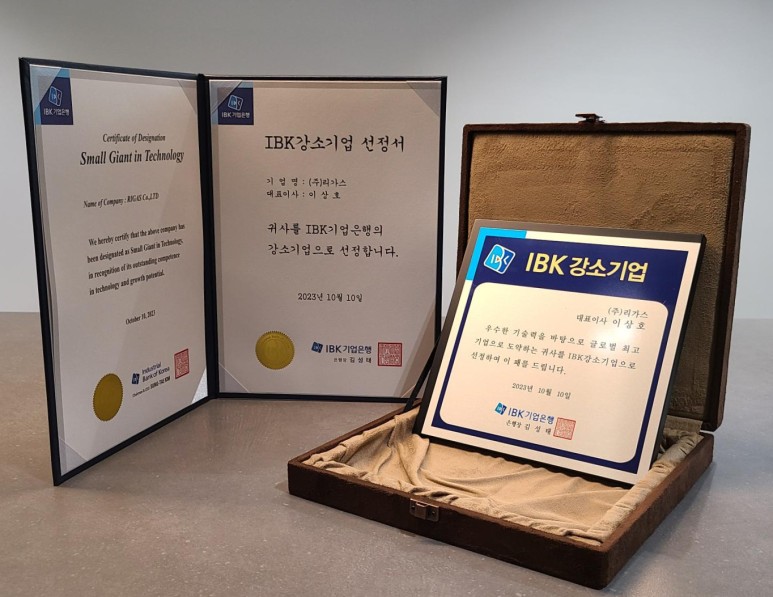 IBK 기업은행
Certificate of Designation
Small Giant in Technology
Name of Company : RIGAS Co.,LTD
We hereby certify that the above company has
been designated as Small Giant in Technology,
in recognition of its outstanding competence
in technology and growth potential.
October 10, 2023
Industrial
Bank of Korea
IBK 기업은행
IBK강소기업 선정서
기 업 명 : (주)리가스
대표이사 : 이 상 호
귀사를 IBK기업은행의
강소기업으로 선정합니다.
2023년 10월 10일
IBK기업은행
은행장 김 성 태
IBK 강소기업
(주)리가스
대표이사 이 상 호
우수한 기술력을 바탕으로 글로벌 최고
기업으로 도약하는 귀사를 IBK강소기업으로
선정하여 이 패를 드립니다.
2023년 10월 10일
IBK기업은행
은행장 김 성 태